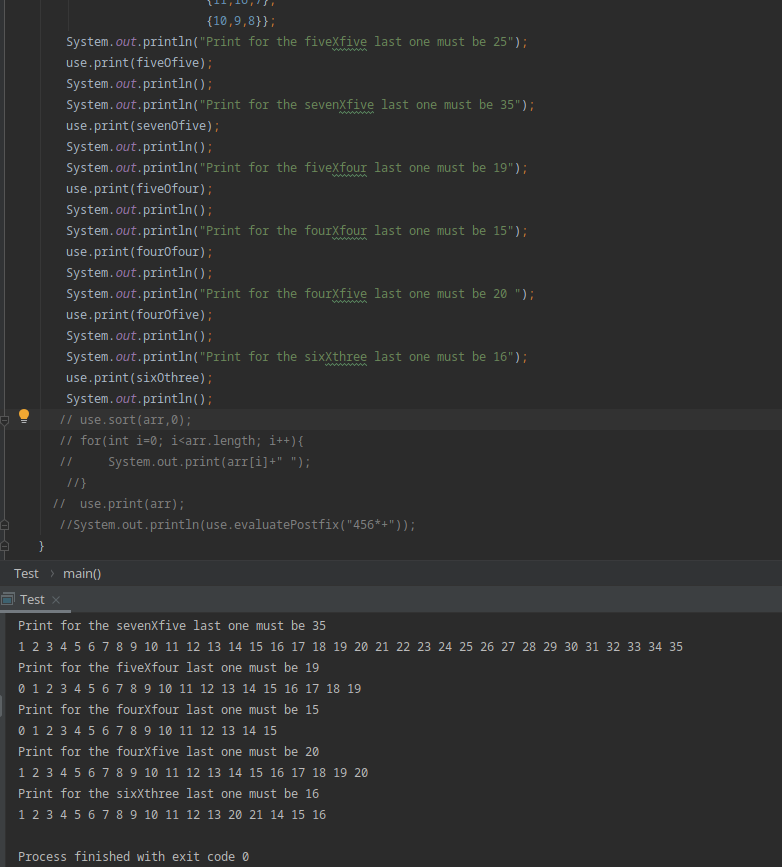 {10,9,8}};
System.out.println("Print for the fiveXfive last one must be 25");
use.print(fiveOfive);
System.out.println();
System.out.println("Print for the sevenXfive last one must be 35");
use.print(sevenOfive);
System.out.println();
System.out.println("Print for the fiveXfour last one must be 19");
use.print(fiveOfour);
System.out.println();
System.out.println("Print for the fourXfour last one must be 15");
use.print(fourOfour);
System.out.println();
System.out.println("Print for the fourXfive last one must be 20 ");
use.print(fourOfive);
System.out.println();
System.out.println("Print for the sixXthree last one must be 16");
use.print(sixOthree);
System.out.println();
// use.sort(arr,0);
// for(int i=0; i<arr.length; i++){
//     System.out.print(arr[i]+" ");
//}
//  use.print(arr);
//System.out.println(use.evaluatePostfix("456*+"));
}
Test > main()
Test ×
Print for the sevenXfive last one must be 35
1 2 3 4 5 6 7 8 9 10 11 12 13 14 15 16 17 18 19 20 21 22 23 24 25 26 27 28 29 30 31 32 33 34 35
Print for the fiveXfour last one must be 19
0 1 2 3 4 5 6 7 8 9 10 11 12 13 14 15 16 17 18 19
Print for the fourXfour last one must be 15
0 1 2 3 4 5 6 7 8 9 10 11 12 13 14 15
Print for the fourXfive last one must be 20
1 2 3 4 5 6 7 8 9 10 11 12 13 14 15 16 17 18 19 20
Print for the sixXthree last one must be 16
1 2 3 4 5 6 7 8 9 10 11 12 13 20 21 14 15 16
Process finished with exit code 0